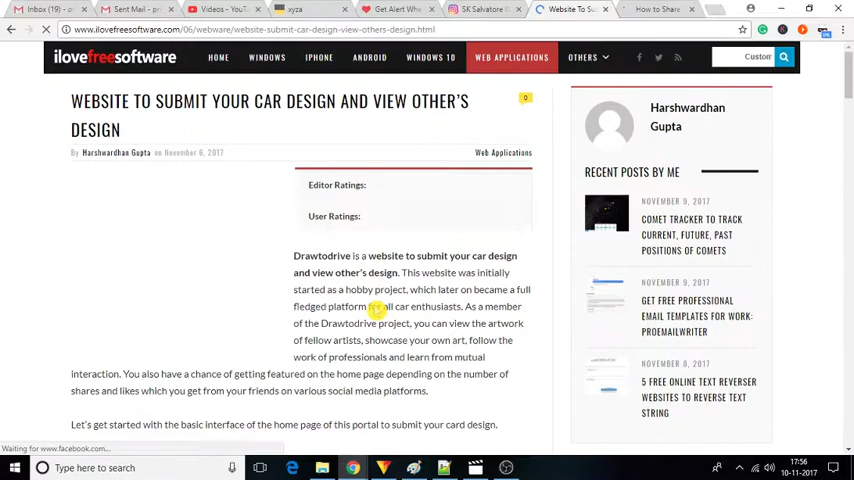 Inbox (19) - p
Sent Mail - pr
Videos - YouTu
xyza
Get Alert Whe
SK Salvatore B
Website To Su
How to Share
www.ilovefreesoftware.com/06/webware/website-submit-car-design-view-others-design.html
ilovefreesoftware
HOME WINDOWS IPHONE ANDROID WINDOWS 10 WEB APPLICATIONS OTHERS
Custom
WEBSITE TO SUBMIT YOUR CAR DESIGN AND VIEW OTHER'S
DESIGN
0
By Harshwardhan Gupta on November 6, 2017
Web Applications
Editor Ratings:
User Ratings:
Drawtodrive is a website to submit your car design
and view other's design. This website was initially
started as a hobby project, which later on became a full
fledged platform for all car enthusiasts. As a member
of the Drawtodrive project, you can view the artwork
of fellow artists, showcase your own art, follow the
work of professionals and learn from mutual
interaction. You also have a chance of getting featured on the home page depending on the number of
shares and likes which you get from your friends on various social media platforms.
Let's get started with the basic interface of the home page of this portal to submit your card design.
Harshwardhan
Gupta
RECENT POSTS BY ME
NOVEMBER 9, 2017
COMET TRACKER TO TRACK
CURRENT, FUTURE, PAST
POSITIONS OF COMETS
NOVEMBER 9, 2017
GET FREE PROFESSIONAL
EMAIL TEMPLATES FOR WORK:
PROEMAILWRITER
NOVEMBER 8, 2017
5 FREE ONLINE TEXT REVERSER
WEBSITES TO REVERSE TEXT
STRING
Waiting for www.facebook.com...
Type here to search
17:56
10-11-2017